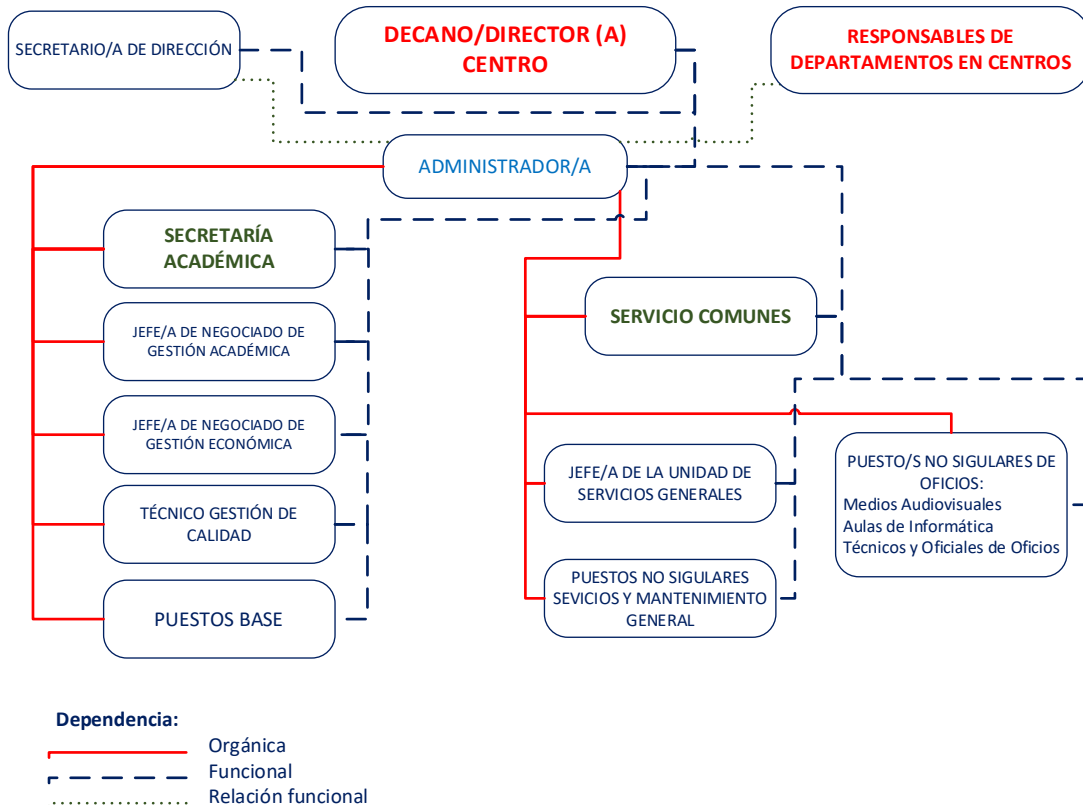 SECRETARIO/A DE DIRECCIÓN
DECANO/DIRECTOR (A)
CENTRO
RESPONSABLES DE
DEPARTAMENTOS EN CENTROS
ADMINISTRADOR/A
SECRETARÍA
ACADÉMICA
JEFE/A DE NEGOCIADO DE
GESTIÓN ACADÉMICA
JEFE/A DE NEGOCIADO DE
GESTIÓN ECONÓMICA
TÉCNICO GESTIÓN DE
CALIDAD
PUESTOS BASE
SERVICIO COMUNES
JEFE/A DE LA UNIDAD DE
SERVICIOS GENERALES
PUESTOS NO SIGULARES
SEVICIOS Y MANTENIMIENTO
GENERAL
PUESTO/S NO SIGULARES DE
OFICIOS:
Medios Audiovisuales
Aulas de Informática
Técnicos y Oficiales de Oficios
Dependencia:
Orgánica
Funcional
Relación funcional